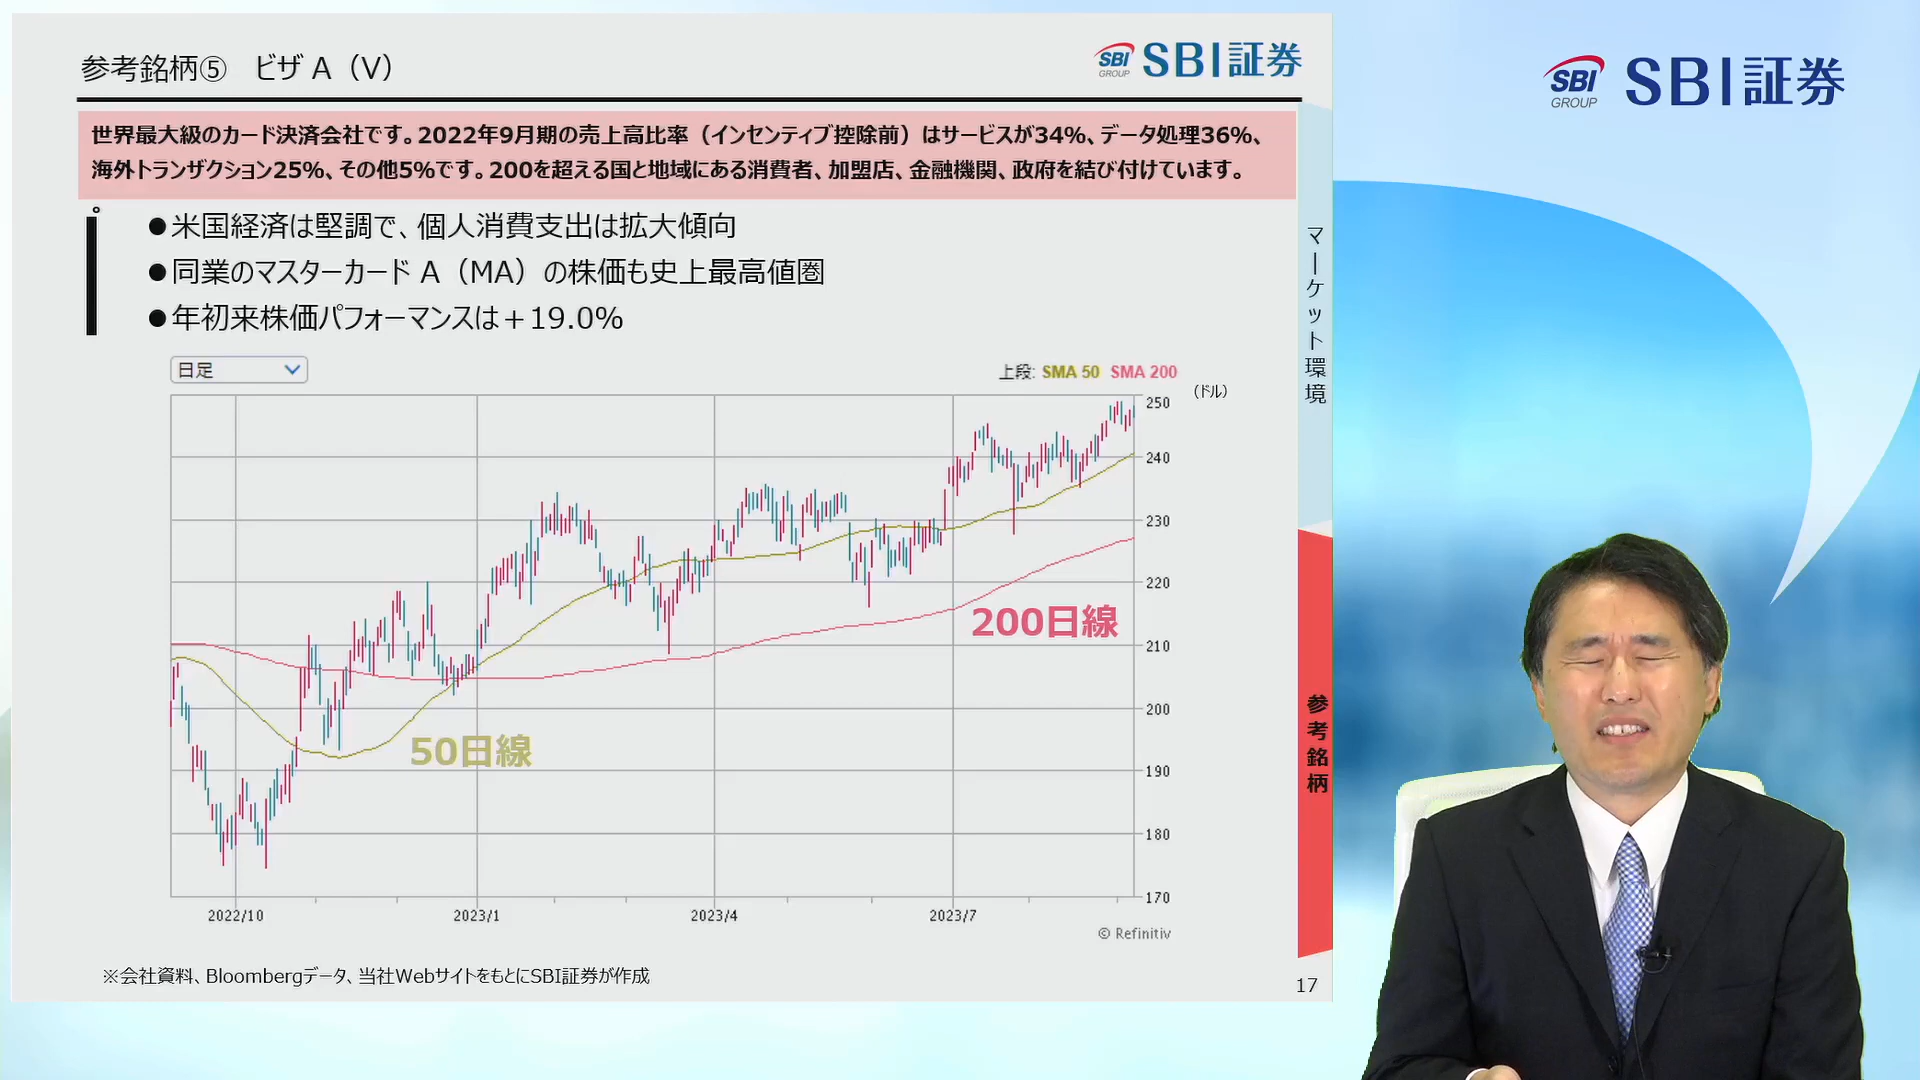 参考銘柄⑤　ビザA（V）
SBI GROUP SBI証券
SBI GROUP SBI証券
世界最大級のカード決済会社です。2022年9月期の売上高比率（インセンティブ控除前）はサービスが34%、データ処理36%、
海外トランザクション25%、その他5%です。200を超える国と地域にある消費者、加盟店、金融機関、政府を結び付けています。
●米国経済は堅調で、個人消費支出は拡大傾向
●同業のマスターカードA（MA）の株価も史上最高値圏
●年初来株価パフォーマンスは＋19.0%
マーケット環境
参考銘柄
日足
上段: SMA 50 SMA 200
（ドル）
250
240
230
220
210
200
190
180
170
200日線
50日線
2022/10 2023/1 2023/4 2023/7
© Refinitiv
※会社資料、Bloombergデータ、当社WebサイトをもとにSBI証券が作成
17